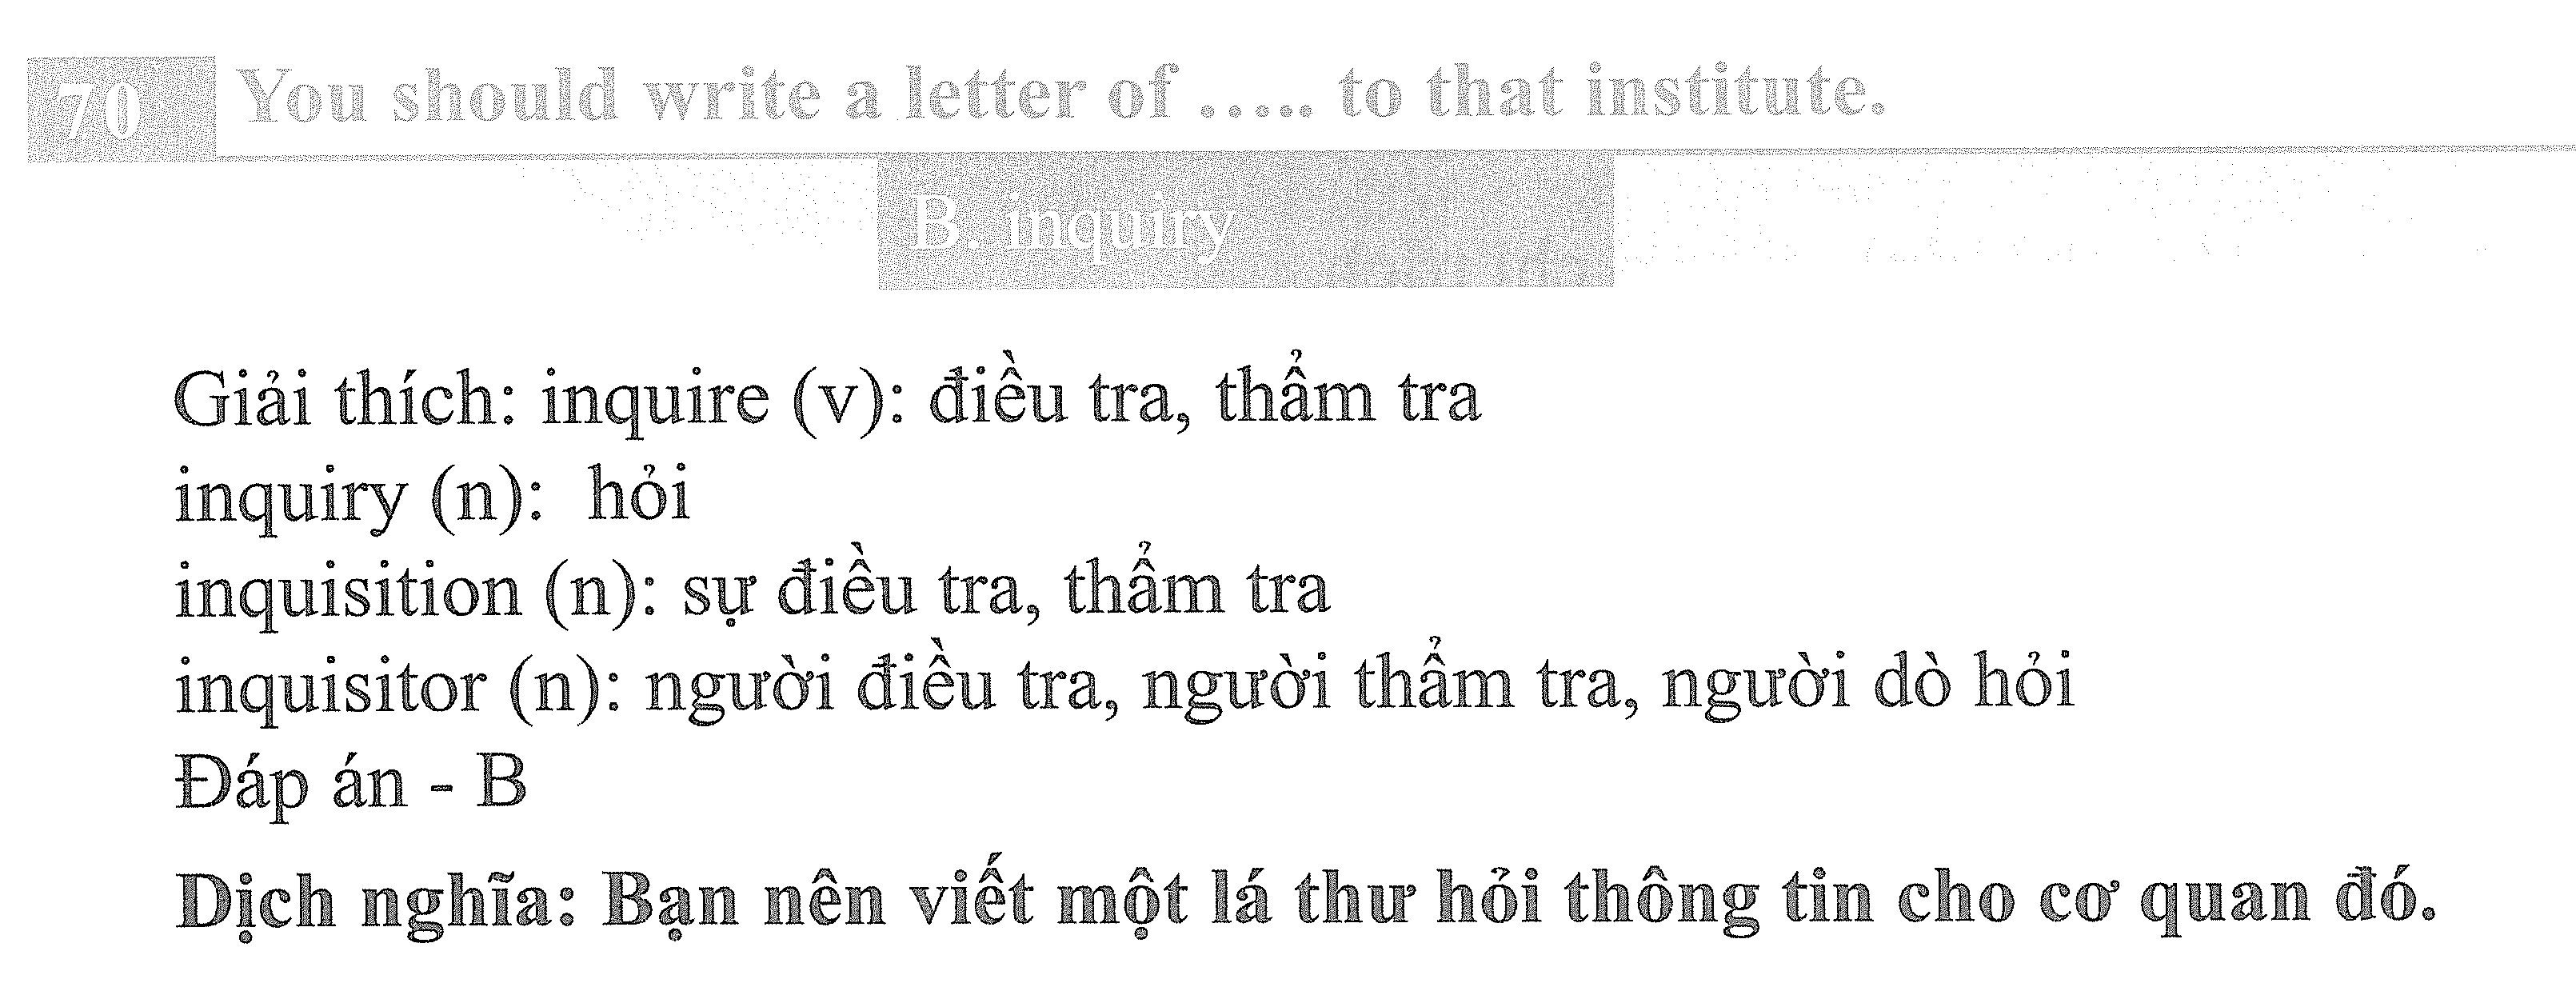 70 You should write a letter of ….. to that institute.
B. inquiry
Giải thích: inquire (v): điều tra, thẩm tra
inquiry (n): hỏi
inquisition (n): sự điều tra, thẩm tra
inquisitor (n): người điều tra, người thẩm tra, người dò hỏi
Đáp án - B
Dịch nghĩa: Bạn nên viết một lá thư hỏi thông tin cho cơ quan đó.